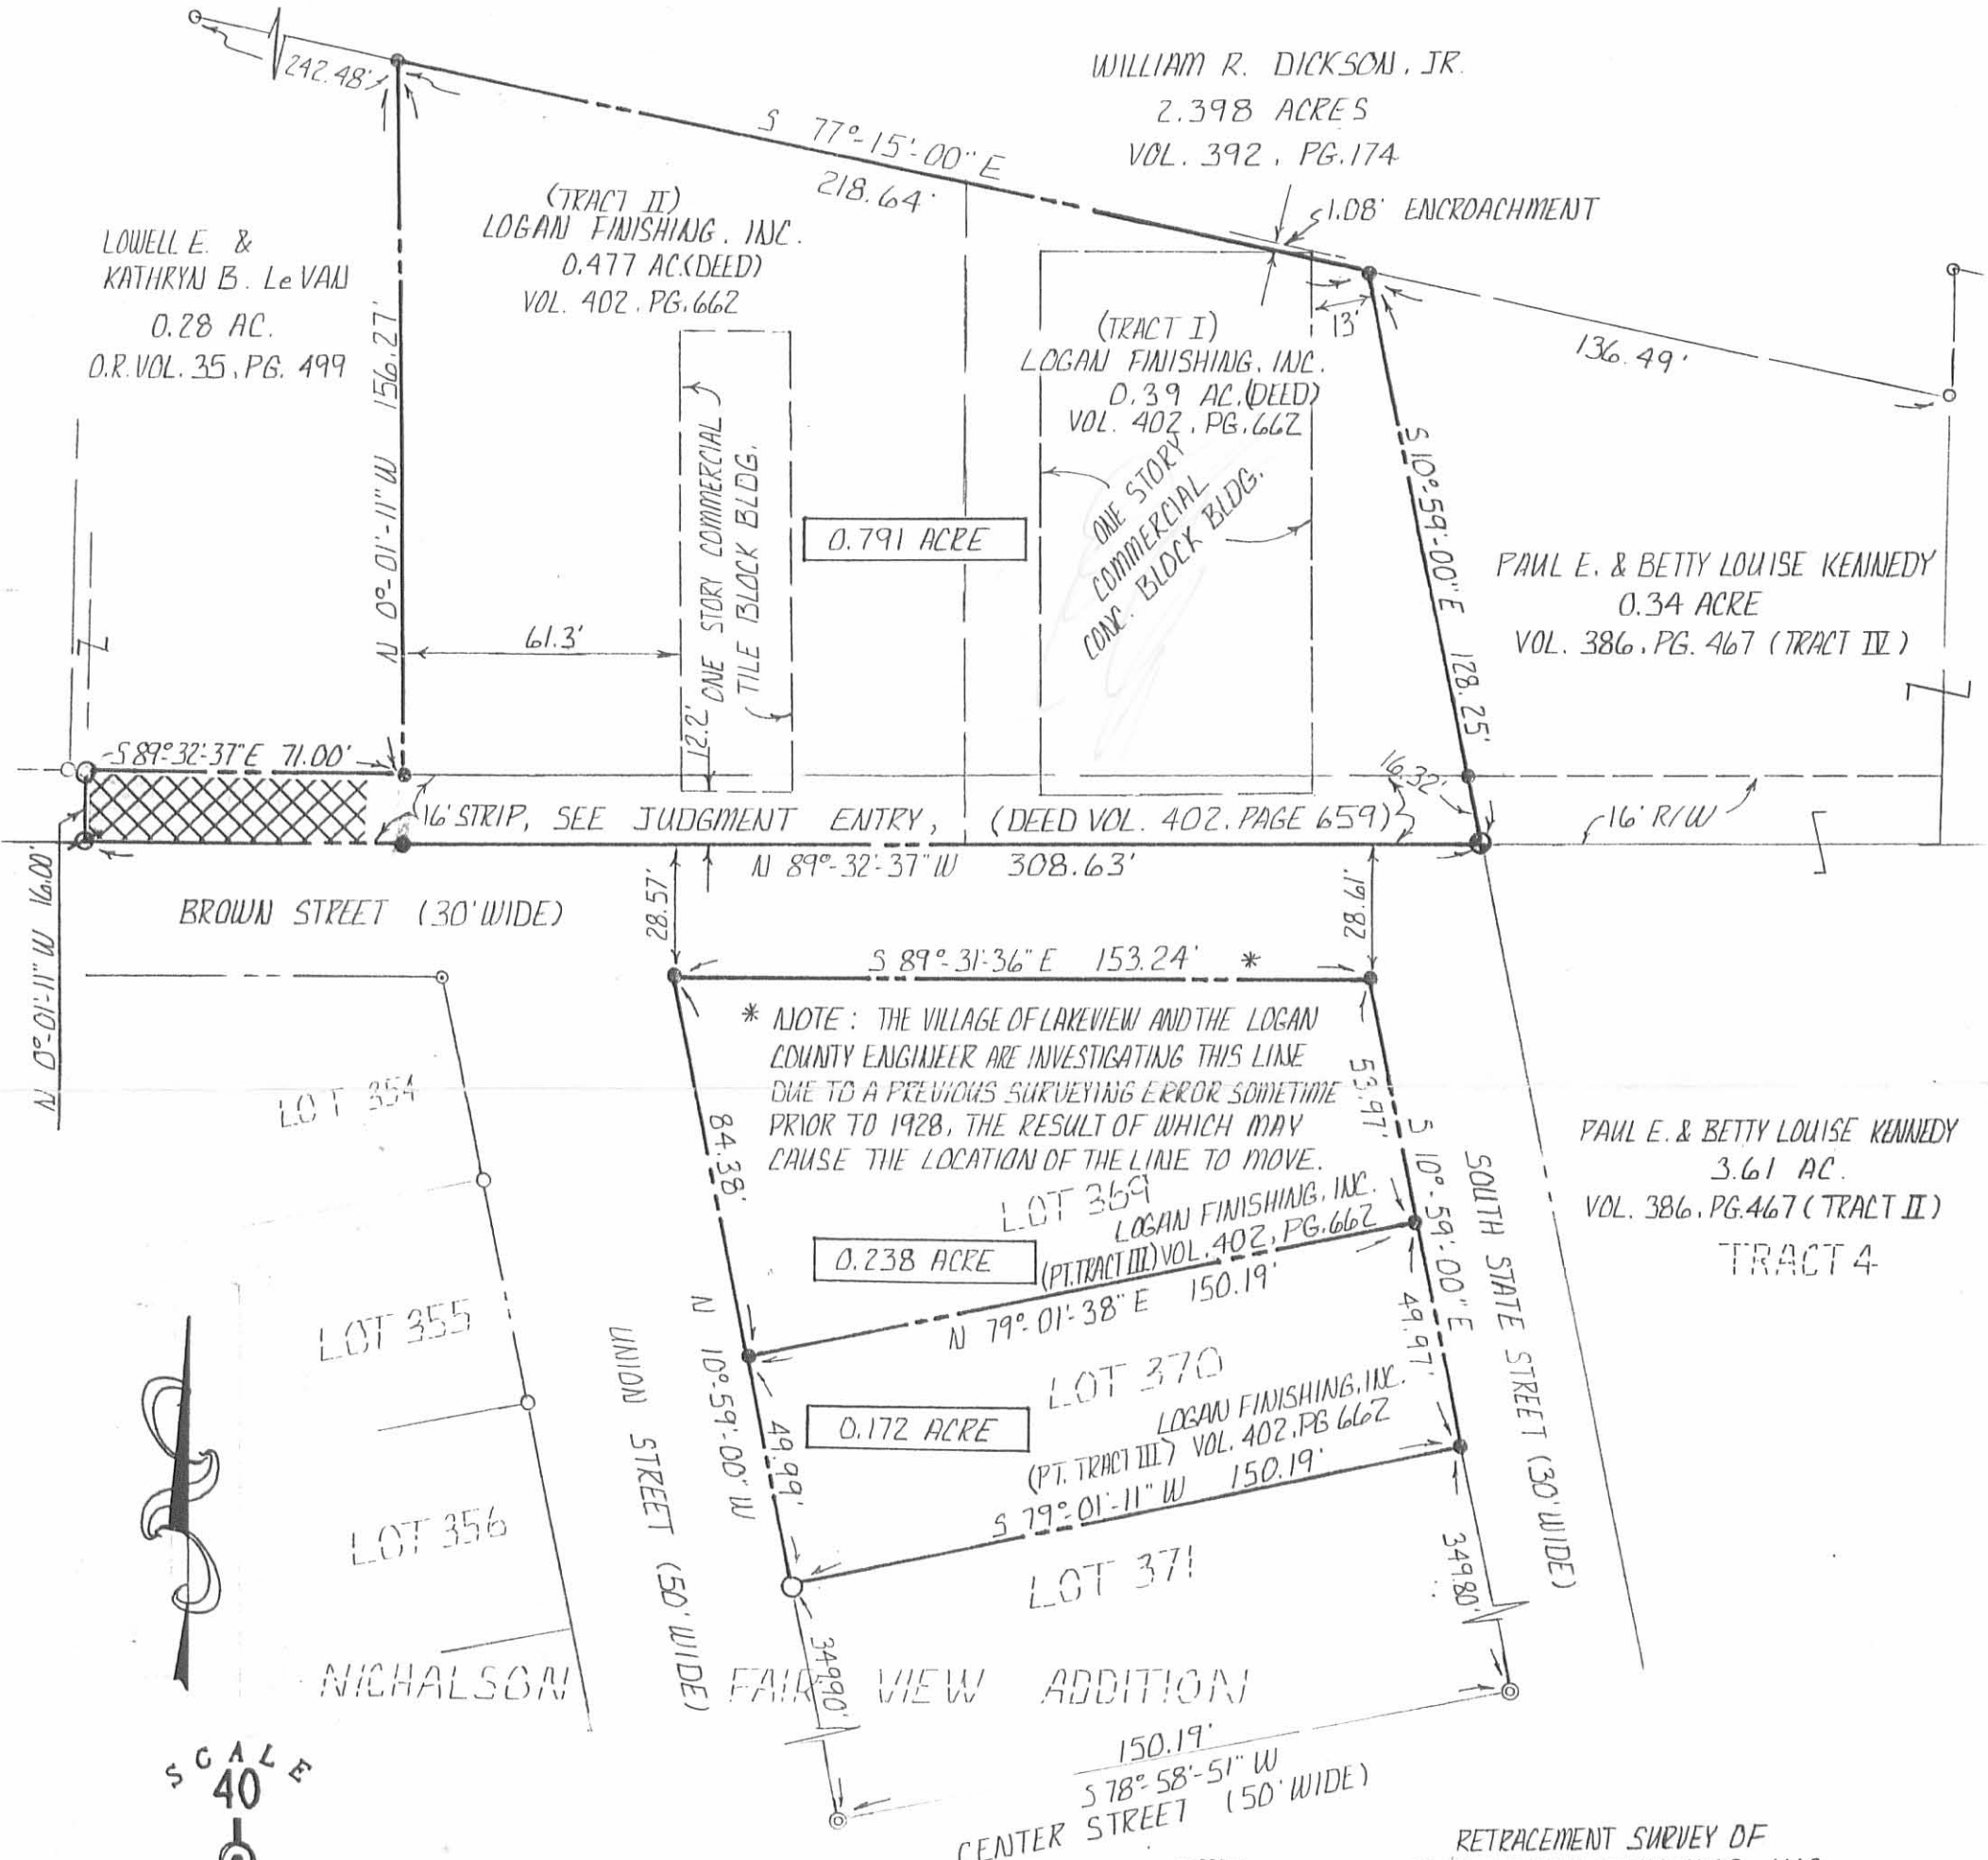 242.48'
WILLIAM R. DICKSON, JR.
2.398 ACRES
VOL. 392, PG.174
S 77°-15'-00" E
218.64'
1.08' ENCROACHMENT
LOWELL E. &
KATHRYN B. LeVAN
0.28 AC.
O.R.VOL. 35, PG. 499
(TRACT II)
LOGAN FINISHING, INC.
0.477 AC.(DEED)
VOL. 402, PG.662
N 0°-01'-11" W 156.27'
(TRACT I)
LOGAN FINISHING, INC.
0.39 AC.(DEED)
VOL. 402, PG.662
13'
136.49'
ONE STORY COMMERCIAL
TILE BLOCK BLDG.
0.791 ACRE
ONE STORY
COMMERCIAL
CONC. BLOCK BLDG.
S 10°-59'-00" E 128.25'
PAUL E. & BETTY LOUISE KENNEDY
0.34 ACRE
VOL. 386, PG. 467 (TRACT IV)
61.3'
12.2'
S 89°-32'-37" E 71.00'
16.32'
16' STRIP, SEE JUDGMENT ENTRY, (DEED VOL. 402, PAGE 659)
16' R/W
N 89°-32'-37" W 308.63'
N 0°-01'-11" W 16.00'
BROWN STREET (30' WIDE)
28.57'
28.61'
S 89°-31'-36" E 153.24' *
* NOTE: THE VILLAGE OF LAKEVIEW AND THE LOGAN
COUNTY ENGINEER ARE INVESTIGATING THIS LINE
DUE TO A PREVIOUS SURVEYING ERROR SOMETIME
PRIOR TO 1928, THE RESULT OF WHICH MAY
CAUSE THE LOCATION OF THE LINE TO MOVE.
LOT 354
84.38'
53.97'
LOT 369
LOGAN FINISHING, INC.
(PT.TRACT III) VOL. 402, PG.662
0.238 ACRE
N 79°-01'-38" E 150.19'
S 10°-59'-00" E
SOUTH STATE STREET (30' WIDE)
PAUL E. & BETTY LOUISE KENNEDY
3.61 AC.
VOL. 386, PG.467 (TRACT II)
TRACT 4
LOT 355
UNION STREET (50' WIDE)
N 10°-59'-00" W
49.97'
LOT 370
LOGAN FINISHING, INC.
(PT. TRACT III) VOL. 402, PG 662
0.172 ACRE
49.99'
S 79°-01'-11" W 150.19'
LOT 356
LOT 371
349.80'
349.90'
NICHALSON FAIR VIEW ADDITION
150.19'
S 78°-58'-51" W
CENTER STREET (50' WIDE)
SCALE
40
RETRACEMENT SURVEY OF